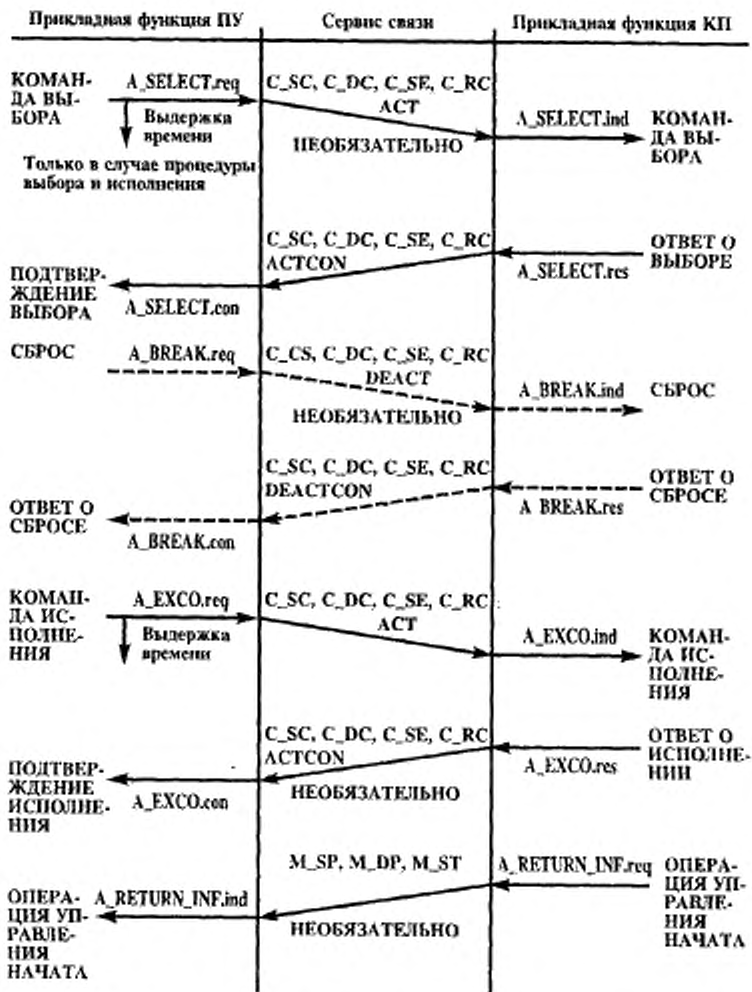 Прикладная функция ПУ
Сервис связи
Прикладная функция КП
КОМАН-
ДА ВЫ-
БОРА
A_SELECT.req
Выдержка
времени
Только в случае процедуры
выбора и исполнения
C_SC, C_DC, C_SE, C_RC
ACT
НЕОБЯЗАТЕЛЬНО
A_SELECT.ind
КОМАН-
ДА ВЫ-
БОРА
C_SC, C_DC, C_SE, C_RC
ACTCON
ОТВЕТ О
ВЫБОРЕ
A_SELECT.res
ПОДТВЕР-
ЖДЕНИЕ
ВЫБОРА
A_SELECT.con
СБРОС
A_BREAK.req
C_CS, C_DC, C_SE, C_RC
DEACT
НЕОБЯЗАТЕЛЬНО
A_BREAK.ind
СБРОС
C_SC, C_DC, C_SE, C_RC
DEACTCON
ОТВЕТ О
СБРОСЕ
A BREAK.res
ОТВЕТ О
СБРОСЕ
A_BREAK.con
КОМАН-
ДА ИС-
ПОЛНЕ-
НИЯ
A_EXCO.req
Выдержка
времени
C_SC, C_DC, C_SE, C_RC
ACT
A_EXCO.ind
КОМАН-
ДА ИС-
ПОЛНЕ-
НИЯ
C_SC, C_DC, C_SE, C_RC
ACTCON
НЕОБЯЗАТЕЛЬНО
ОТВЕТ О
ИСПОЛНЕ-
НИИ
A_EXCO.res
ПОДТВЕР-
ЖДЕНИЕ
ИСПОЛНЕ-
НИЯ
A_EXCO.con
M_SP, M_DP, M_ST
НЕОБЯЗАТЕЛЬНО
A_RETURN_INF.req
ОПЕРА-
ЦИЯ УП-
РАВЛЕ-
НИЯ
НАЧАТА
ОПЕРА-
ЦИЯ УП-
РАВЛЕ-
НИЯ
НАЧАТА
A_RETURN_INF.ind